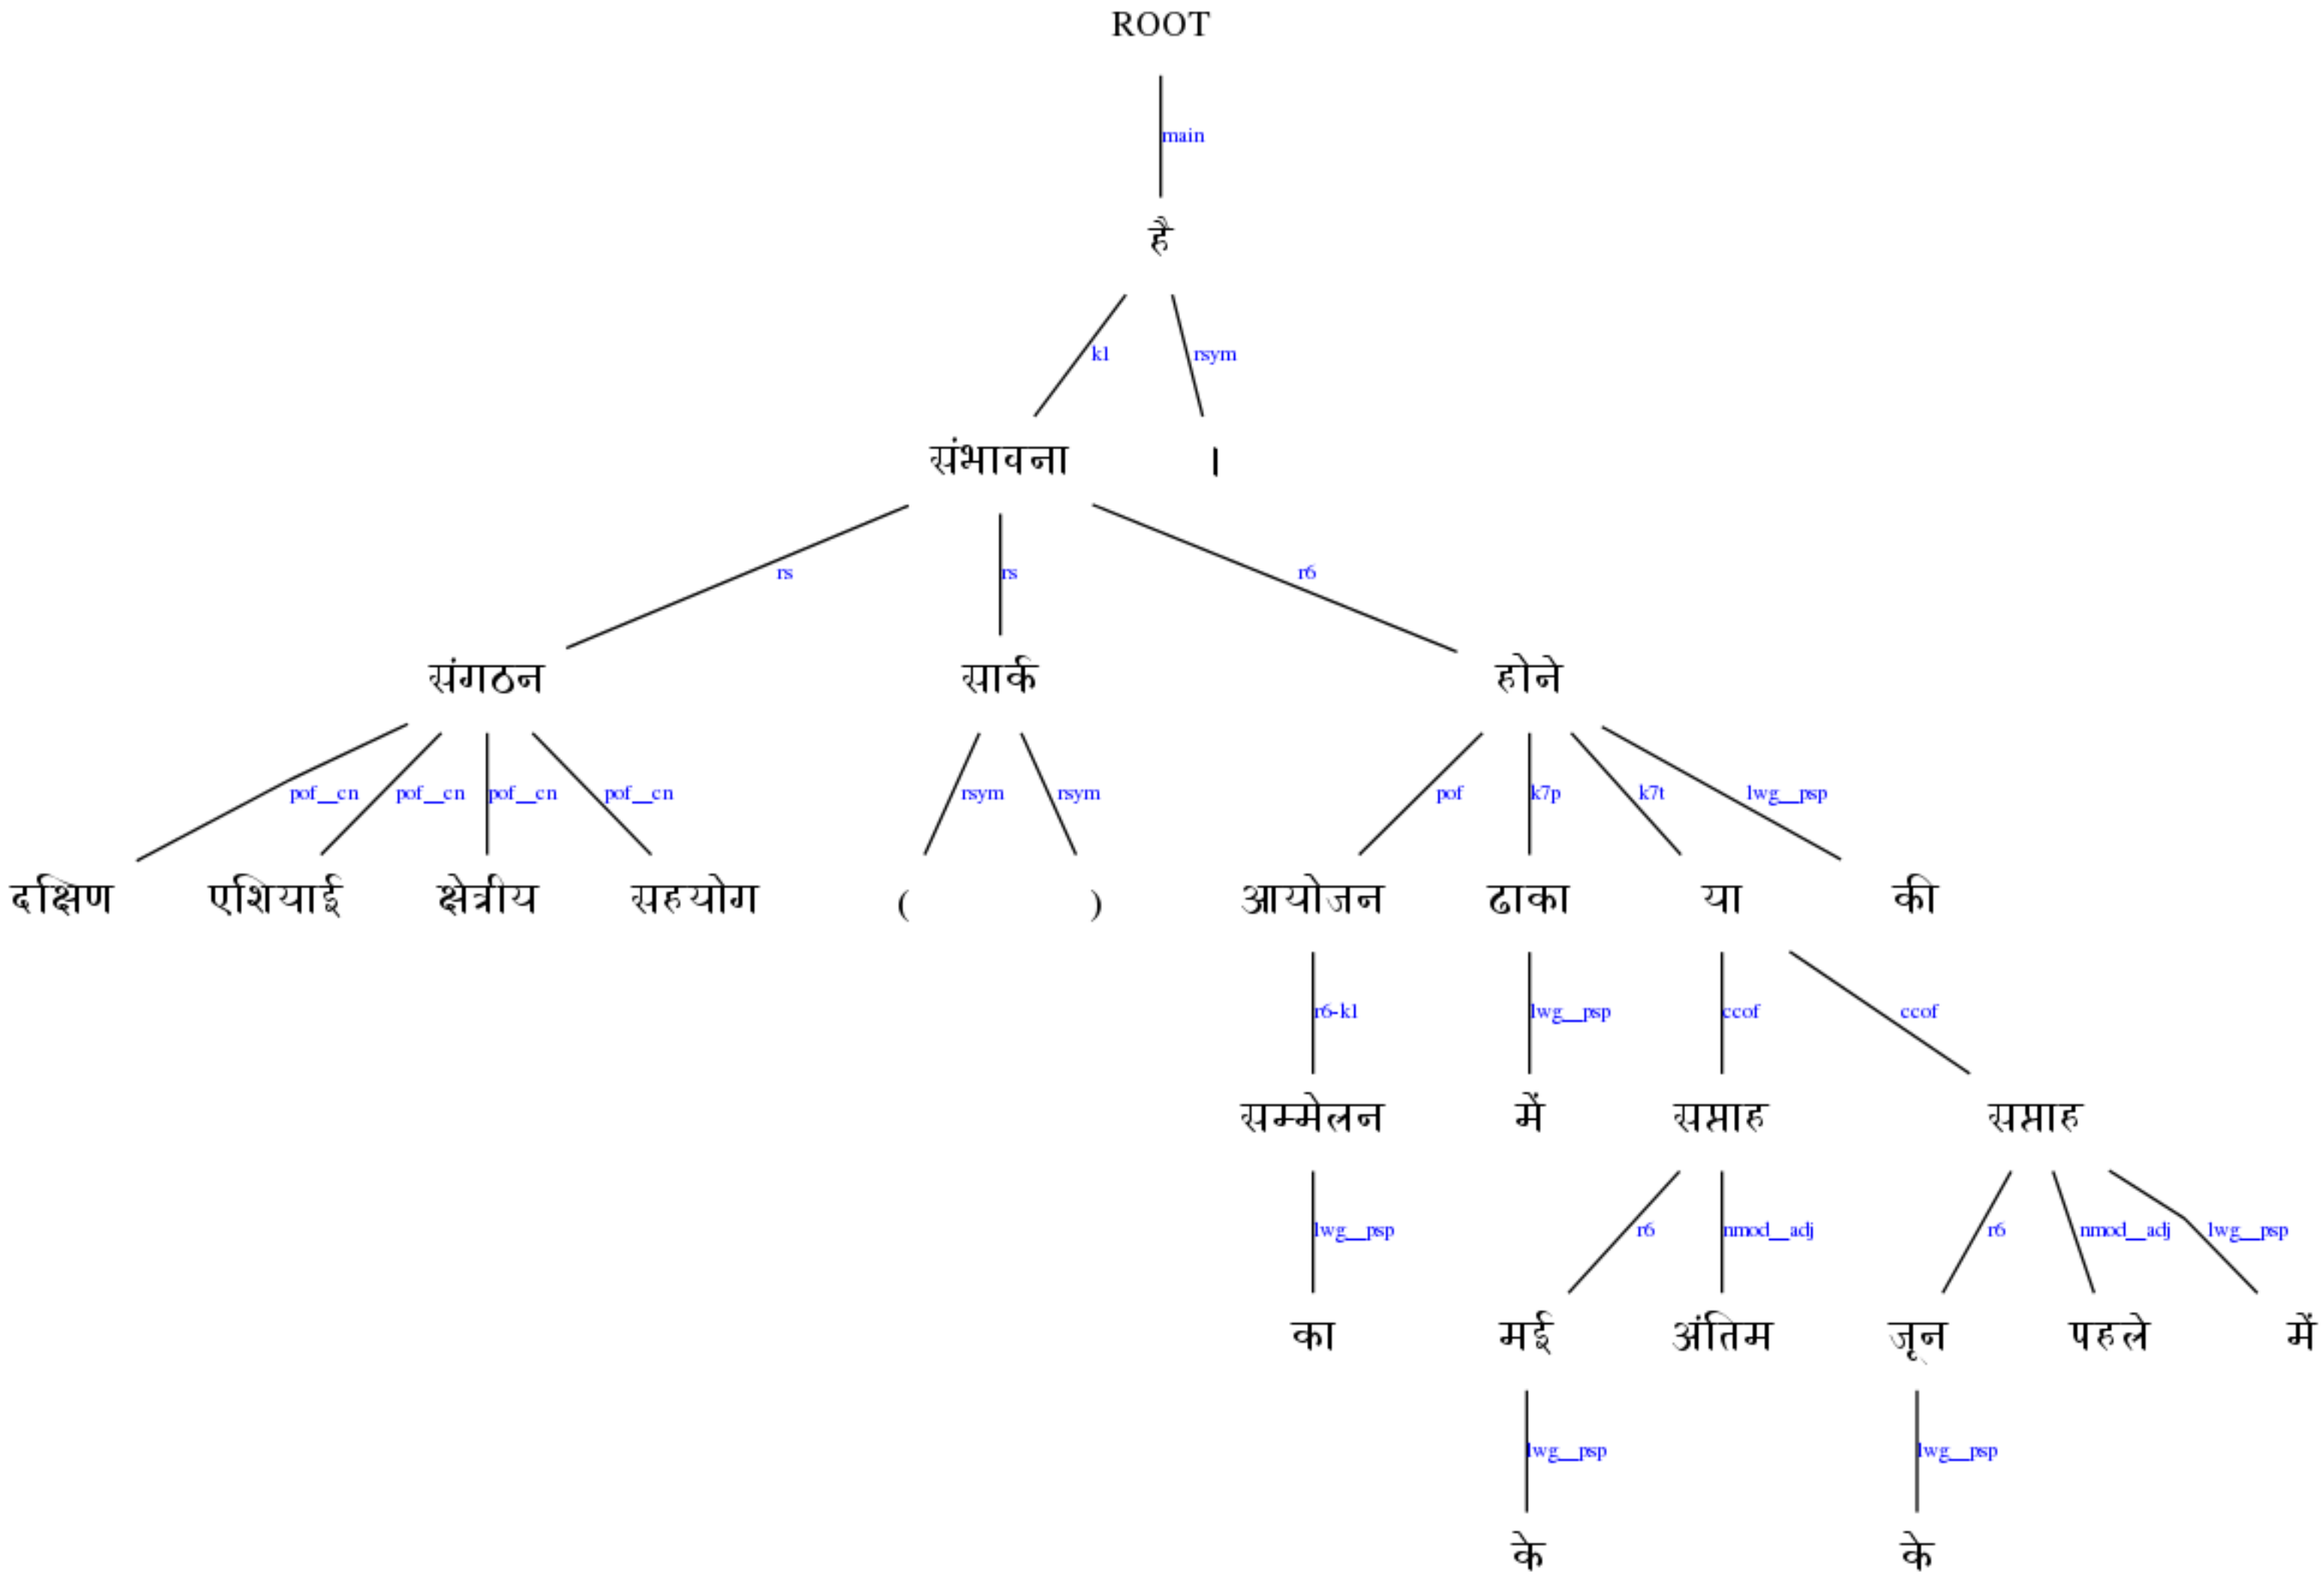 ROOT
main
है
k1 rsym
संभावना ।
rs rs r6
संगठन सार्क होने
pof__cn pof__cn pof__cn pof__cn rsym rsym pof k7p k7t lwg__psp
दक्षिण एशियाई क्षेत्रीय सहयोग ( ) आयोजन ढाका या की
r6-k1 lwg__psp ccof ccof
सम्मेलन में सप्ताह सप्ताह
lwg__psp r6 nmod__adj r6 nmod__adj lwg__psp
का मई अंतिम जून पहले में
lwg__psp lwg__psp
के के